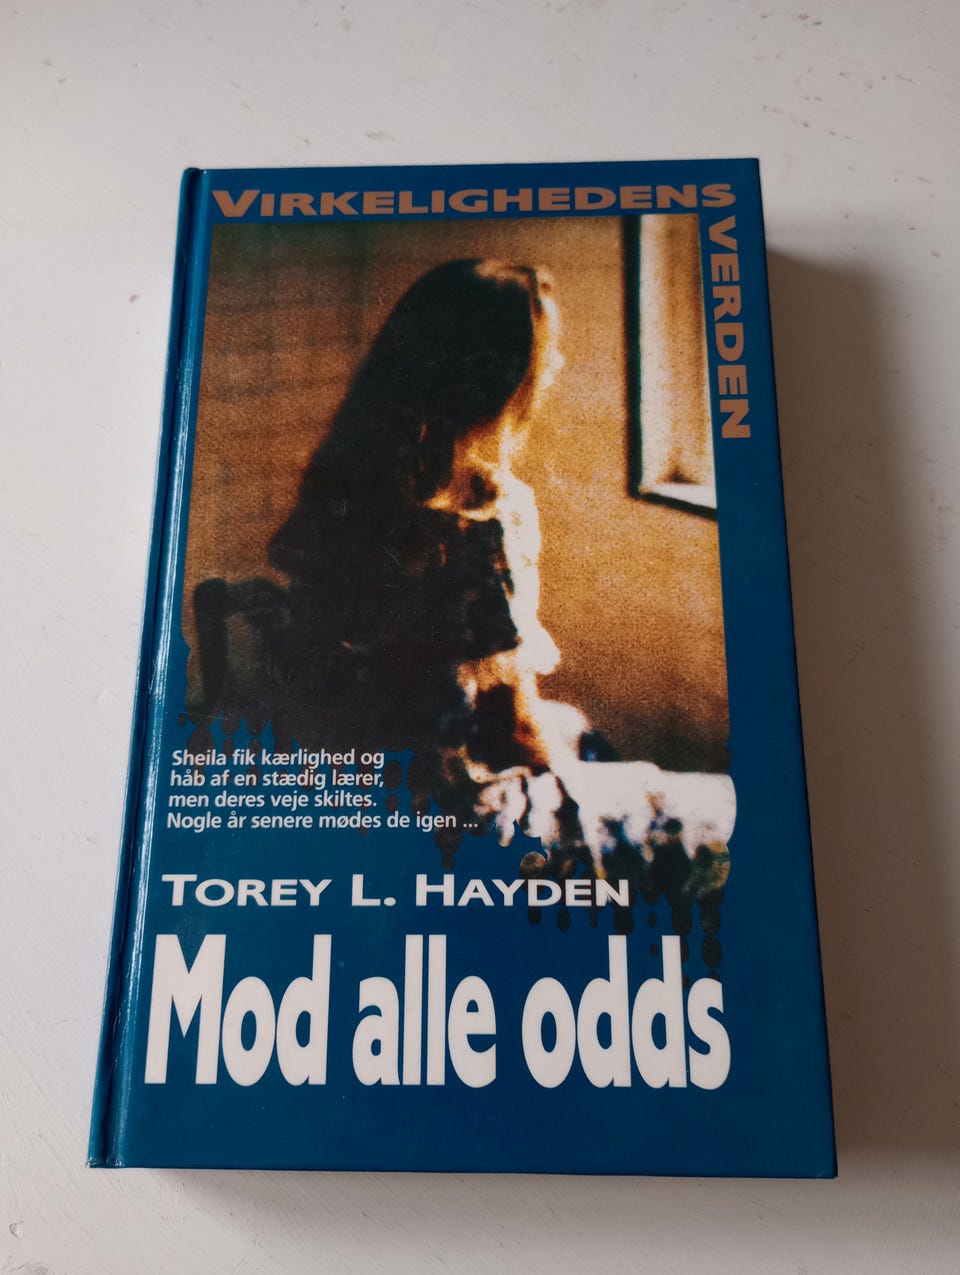 VIRKELIGHEDENS
VERDEN
Sheila fik kærlighed og
håb af en stædig lærer,
men deres veje skiltes.
Nogle år senere mødes de igen ...
TOREY L. HAYDEN
Mod alle odds